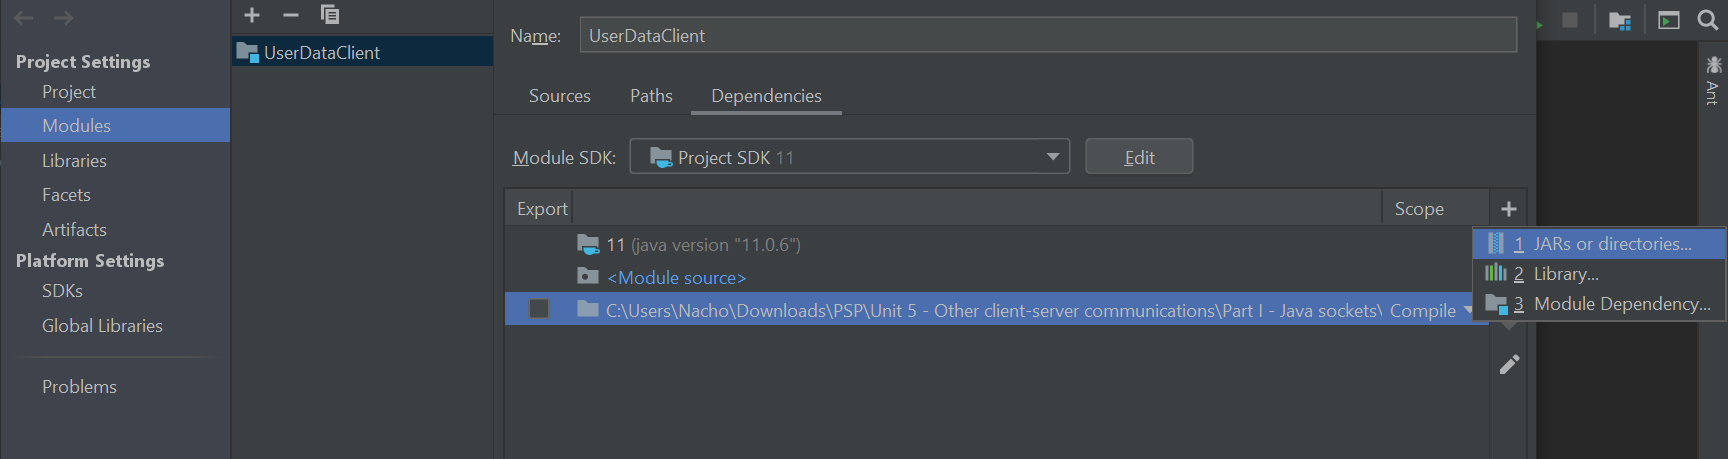 Project Settings
Project
Modules
Libraries
Facets
Artifacts
Platform Settings
SDKs
Global Libraries
Problems
UserDataClient
Name: UserDataClient
Sources Paths Dependencies
Module SDK: Project SDK 11 Edit
Export Scope
11 (java version "11.0.6")
<Module source>
C:\Users\Nacho\Downloads\PSP\Unit 5 - Other client-server communications\Part I - Java sockets\ Compile
1 JARs or directories...
2 Library...
3 Module Dependency...
Ant